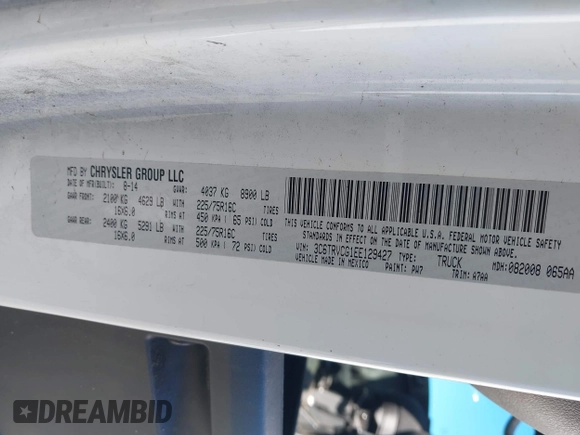 MFD BY CHRYSLER GROUP LLC
DATE OF MFR(BUILT): 8-14 GVWR: 4037 KG 8900 LB
GAWR FRONT: 2100 KG 4629 LB WITH 225/75R16C TIRES
16X6.0 RIMS AT 450 KPA( 65 PSI) COLD
GAWR REAR: 2400 KG 5291 LB WITH 225/75R16C TIRES
16X6.0 RIMS AT 500 KPA( 72 PSI) COLD
THIS VEHICLE CONFORMS TO ALL APPLICABLE U.S.A. FEDERAL MOTOR VEHICLE SAFETY
STANDARDS IN EFFECT ON THE DATE OF MANUFACTURE SHOWN ABOVE.
VIN: 3C6TRVCG1EE129427 TYPE: TRUCK MDH: 082008 065AA
VEHICLE MADE IN MEXICO PAINT: PW7 TRIM: A7AA
DREAMBID